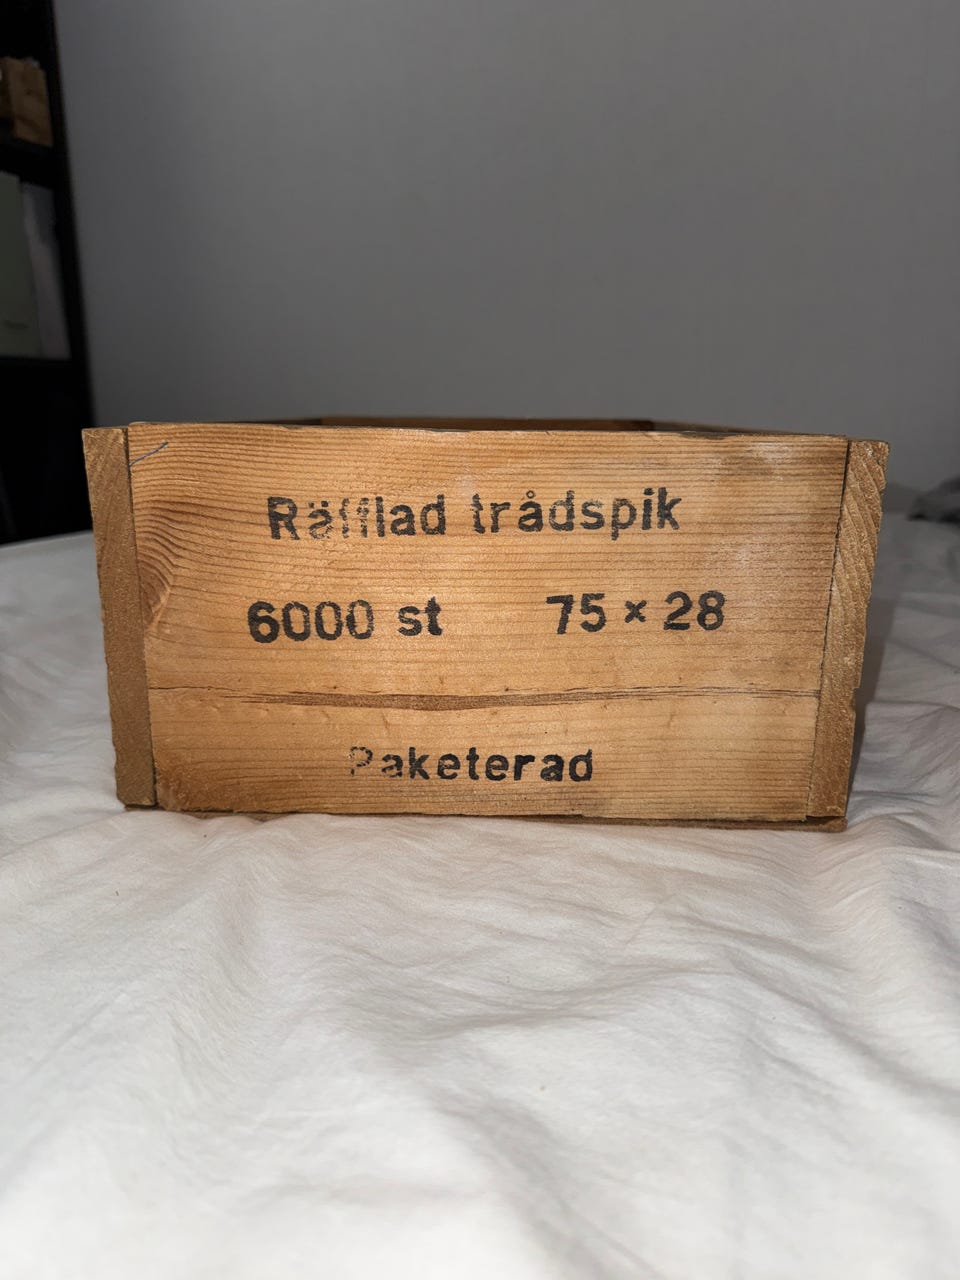 Räfflad trådspik
6000 st 75 × 28
Paketerad